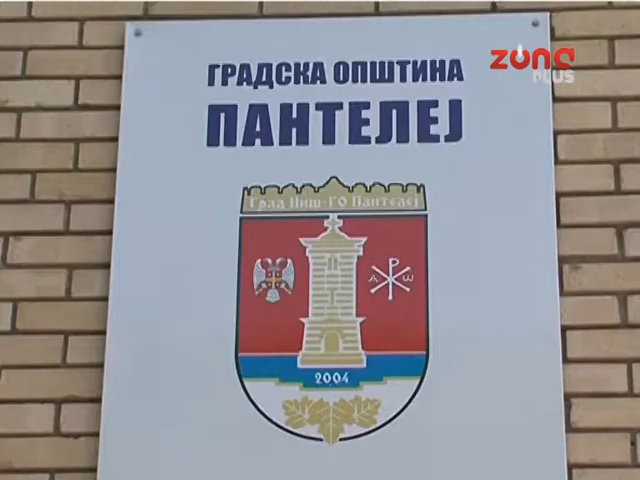 zona
PLUS
ГРАДСКА ОПШТИНА
ПАНТЕЛЕЈ
Град Ниш-ГО Пантелеј
Α Ω
2004